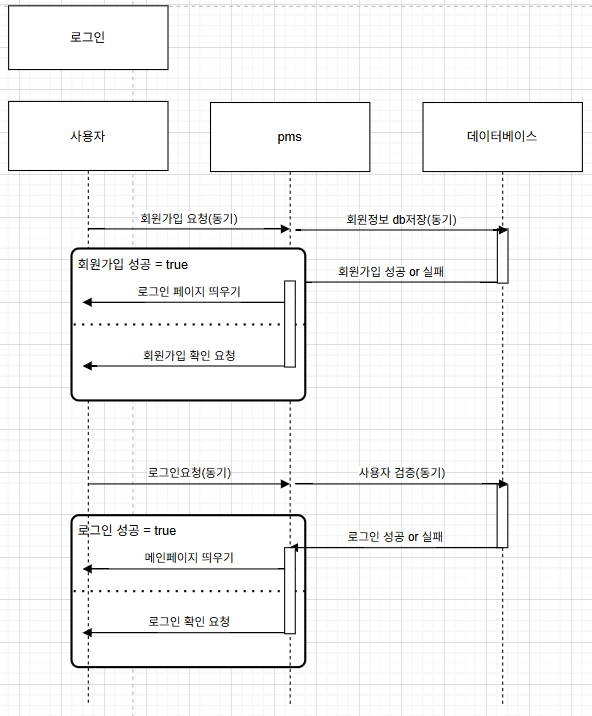 로그인
사용자
pms
데이터베이스
회원가입 요청(동기)
회원정보 db저장(동기)
회원가입 성공 = true
회원가입 성공 or 실패
로그인 페이지 띄우기
회원가입 확인 요청
로그인요청(동기)
사용자 검증(동기)
로그인 성공 = true
로그인 성공 or 실패
메인페이지 띄우기
로그인 확인 요청